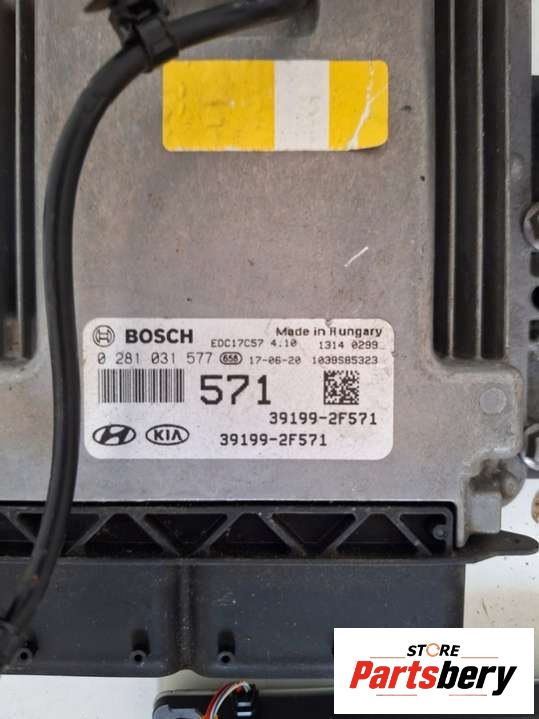 BOSCH
Made in Hungary
EDC17C57 4.10 1314 0299
0 281 031 577 658 17-06-20 1039S85323
571
39199-2F571
KIA 39199-2F571
STORE
Partsbery